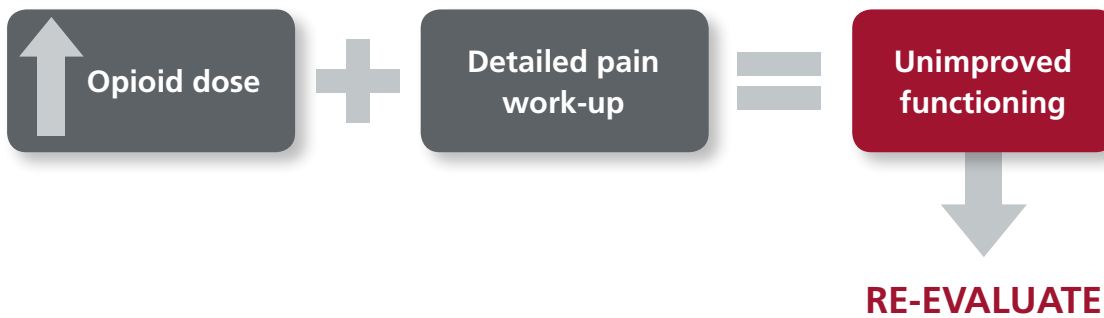 Opioid dose
Detailed pain
work-up
Unimproved
functioning
RE-EVALUATE